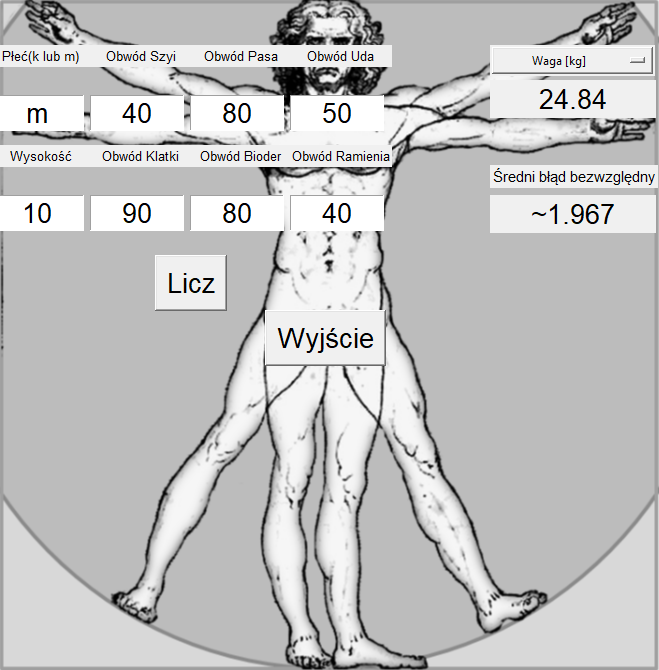 Płeć(k lub m) Obwód Szyi Obwód Pasa Obwód Uda
m 40 80 50
Wysokość Obwód Klatki Obwód Bioder Obwód Ramienia
10 90 80 40
Waga [kg]
24.84
Średni błąd bezwzględny
~1.967
Licz
Wyjście